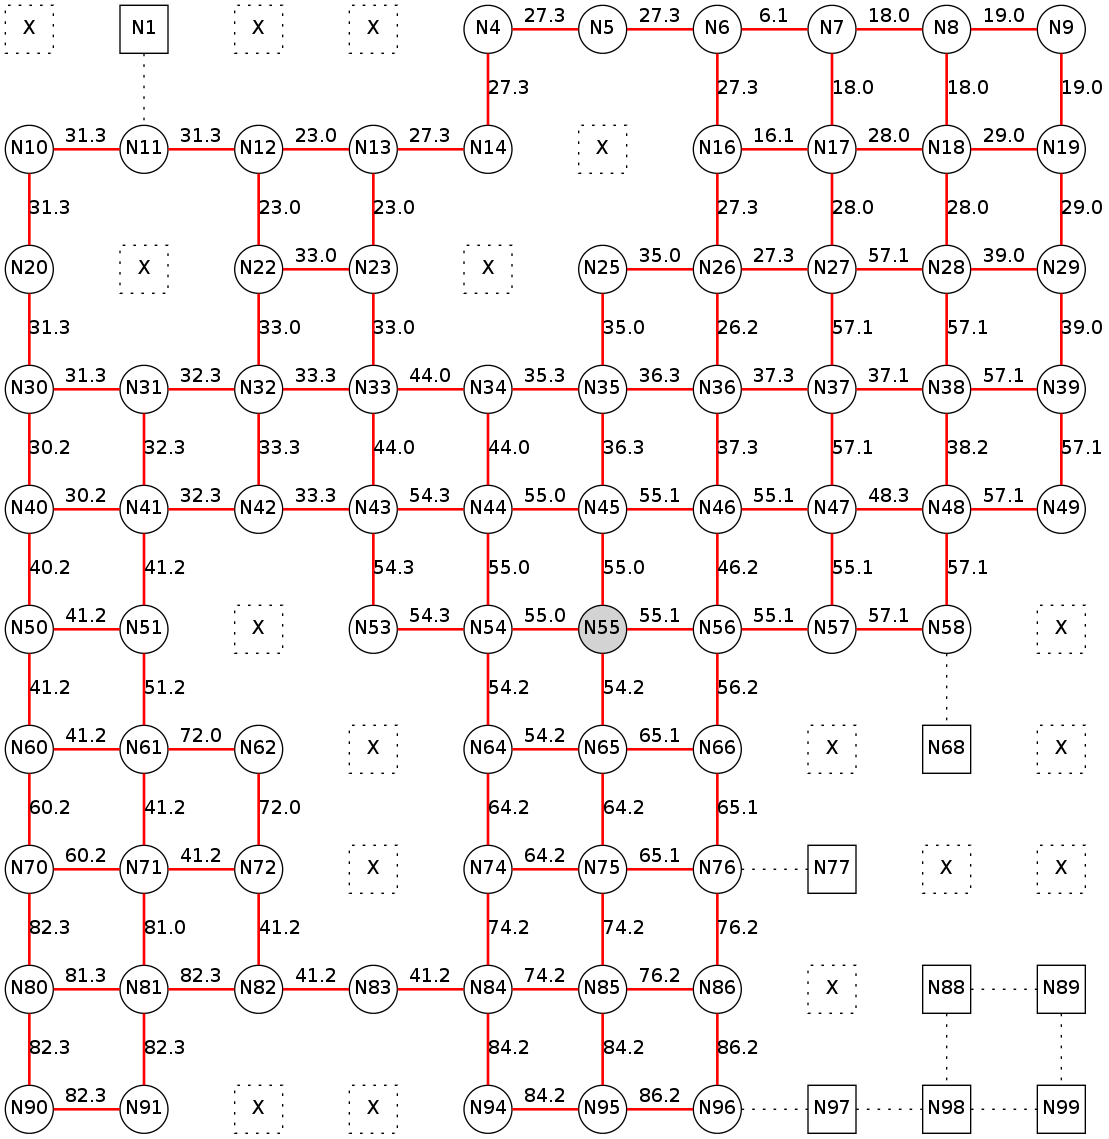 X N1 X X N4 27.3 N5 27.3 N6 6.1 N7 18.0 N8 19.0 N9
27.3 27.3 18.0 18.0 19.0
N10 31.3 N11 31.3 N12 23.0 N13 27.3 N14 X N16 16.1 N17 28.0 N18 29.0 N19
31.3 23.0 23.0 27.3 28.0 28.0 29.0
N20 X N22 33.0 N23 X N25 35.0 N26 27.3 N27 57.1 N28 39.0 N29
31.3 33.0 33.0 35.0 26.2 57.1 57.1 39.0
N30 31.3 N31 32.3 N32 33.3 N33 44.0 N34 35.3 N35 36.3 N36 37.3 N37 37.1 N38 57.1 N39
30.2 32.3 33.3 44.0 44.0 36.3 37.3 57.1 38.2 57.1
N40 30.2 N41 32.3 N42 33.3 N43 54.3 N44 55.0 N45 55.1 N46 55.1 N47 48.3 N48 57.1 N49
40.2 41.2 54.3 55.0 55.0 46.2 55.1 57.1
N50 41.2 N51 X N53 54.3 N54 55.0 N55 55.1 N56 55.1 N57 57.1 N58 X
41.2 51.2 54.2 54.2 56.2
N60 41.2 N61 72.0 N62 X N64 54.2 N65 65.1 N66 X N68 X
60.2 41.2 72.0 64.2 64.2 65.1
N70 60.2 N71 41.2 N72 X N74 64.2 N75 65.1 N76 N77 X X
82.3 81.0 41.2 74.2 74.2 76.2
N80 81.3 N81 82.3 N82 41.2 N83 41.2 N84 74.2 N85 76.2 N86 X N88 N89
82.3 82.3 84.2 84.2 86.2
N90 82.3 N91 X X N94 84.2 N95 86.2 N96 N97 N98 N99